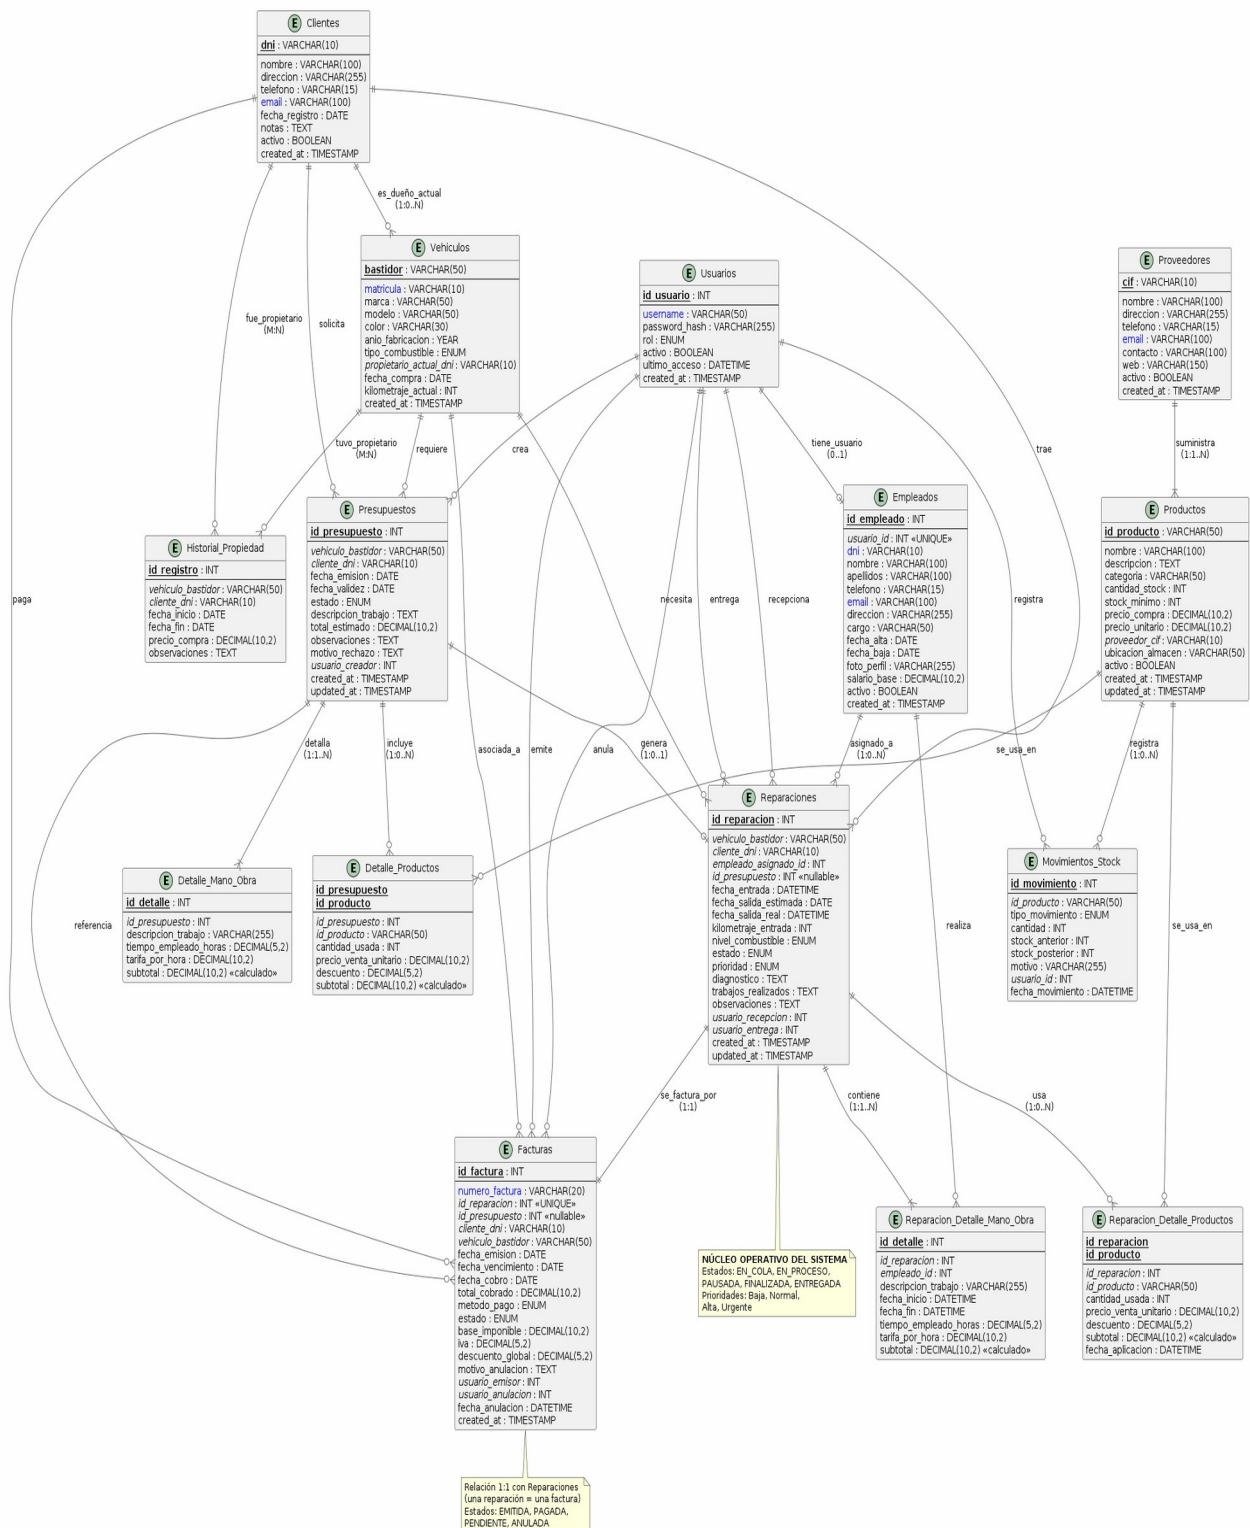 E Clientes
dni : VARCHAR(10)
nombre : VARCHAR(100)
direccion : VARCHAR(255)
telefono : VARCHAR(15)
email : VARCHAR(100)
fecha_registro : DATE
notas : TEXT
activo : BOOLEAN
created_at : TIMESTAMP
es_dueño_actual
(1:0..N)
E Vehiculos
bastidor : VARCHAR(50)
matricula : VARCHAR(10)
marca : VARCHAR(50)
modelo : VARCHAR(50)
color : VARCHAR(30)
anio_fabricacion : YEAR
tipo_combustible : ENUM
propietario_actual_dni : VARCHAR(10)
fecha_compra : DATE
kilometraje_actual : INT
created_at : TIMESTAMP
E Usuarios
id_usuario : INT
username : VARCHAR(50)
password_hash : VARCHAR(255)
rol : ENUM
activo : BOOLEAN
ultimo_acceso : DATETIME
created_at : TIMESTAMP
E Proveedores
cif : VARCHAR(10)
nombre : VARCHAR(100)
direccion : VARCHAR(255)
telefono : VARCHAR(15)
email : VARCHAR(100)
contacto : VARCHAR(100)
web : VARCHAR(150)
activo : BOOLEAN
created_at : TIMESTAMP
fue_propietario
(M:N)
solicita
tuvo_propietario
(M:N)
requiere
crea
tiene_usuario
(0..1)
trae
suministra
(1:1..N)
E Historial_Propiedad
id_registro : INT
vehiculo_bastidor : VARCHAR(50)
cliente_dni : VARCHAR(10)
fecha_inicio : DATE
fecha_fin : DATE
precio_compra : DECIMAL(10,2)
observaciones : TEXT
E Presupuestos
id_presupuesto : INT
vehiculo_bastidor : VARCHAR(50)
cliente_dni : VARCHAR(10)
fecha_emision : DATE
fecha_validez : DATE
estado : ENUM
descripcion_trabajo : TEXT
total_estimado : DECIMAL(10,2)
observaciones : TEXT
motivo_rechazo : TEXT
usuario_creador : INT
created_at : TIMESTAMP
updated_at : TIMESTAMP
E Empleados
id_empleado : INT
usuario_id : INT «UNIQUE»
dni : VARCHAR(10)
nombre : VARCHAR(100)
apellidos : VARCHAR(100)
telefono : VARCHAR(15)
email : VARCHAR(100)
direccion : VARCHAR(255)
cargo : VARCHAR(50)
fecha_alta : DATE
fecha_baja : DATE
foto_perfil : VARCHAR(255)
salario_base : DECIMAL(10,2)
activo : BOOLEAN
created_at : TIMESTAMP
E Productos
id_producto : VARCHAR(50)
nombre : VARCHAR(100)
descripcion : TEXT
categoria : VARCHAR(50)
cantidad_stock : INT
stock_minimo : INT
precio_compra : DECIMAL(10,2)
precio_unitario : DECIMAL(10,2)
proveedor_cif : VARCHAR(10)
ubicacion_almacen : VARCHAR(50)
activo : BOOLEAN
created_at : TIMESTAMP
updated_at : TIMESTAMP
paga
necesita
entrega
recepciona
registra
detalla
(1:1..N)
incluye
(1:0..N)
asociada_a
emite
anula
genera
(1:0..1)
asignado_a
(1:0..N)
se_usa_en
registra
(1:0..N)
E Reparaciones
id_reparacion : INT
vehiculo_bastidor : VARCHAR(50)
cliente_dni : VARCHAR(10)
empleado_asignado_id : INT
id_presupuesto : INT «nullable»
fecha_entrada : DATETIME
fecha_salida_estimada : DATE
fecha_salida_real : DATETIME
kilometraje_entrada : INT
nivel_combustible : ENUM
estado : ENUM
prioridad : ENUM
diagnostico : TEXT
trabajos_realizados : TEXT
observaciones : TEXT
usuario_recepcion : INT
usuario_entrega : INT
created_at : TIMESTAMP
updated_at : TIMESTAMP
E Detalle_Mano_Obra
id_detalle : INT
id_presupuesto : INT
descripcion_trabajo : VARCHAR(255)
tiempo_empleado_horas : DECIMAL(5,2)
tarifa_por_hora : DECIMAL(10,2)
subtotal : DECIMAL(10,2) «calculado»
E Detalle_Productos
id_presupuesto
id_producto
id_presupuesto : INT
id_producto : VARCHAR(50)
cantidad_usada : INT
precio_venta_unitario : DECIMAL(10,2)
descuento : DECIMAL(5,2)
subtotal : DECIMAL(10,2) «calculado»
E Movimientos_Stock
id_movimiento : INT
id_producto : VARCHAR(50)
tipo_movimiento : ENUM
cantidad : INT
stock_anterior : INT
stock_posterior : INT
motivo : VARCHAR(255)
usuario_id : INT
fecha_movimiento : DATETIME
referencia
realiza
se_usa_en
se_factura_por
(1:1)
contiene
(1:1..N)
usa
(1:0..N)
E Facturas
id_factura : INT
numero_factura : VARCHAR(20)
id_reparacion : INT «UNIQUE»
id_presupuesto : INT «nullable»
cliente_dni : VARCHAR(10)
vehiculo_bastidor : VARCHAR(50)
fecha_emision : DATE
fecha_vencimiento : DATE
fecha_cobro : DATE
total_cobrado : DECIMAL(10,2)
metodo_pago : ENUM
estado : ENUM
base_imponible : DECIMAL(10,2)
iva : DECIMAL(5,2)
descuento_global : DECIMAL(5,2)
motivo_anulacion : TEXT
usuario_emisor : INT
usuario_anulacion : INT
fecha_anulacion : DATETIME
created_at : TIMESTAMP
NÚCLEO OPERATIVO DEL SISTEMA
Estados: EN_COLA, EN_PROCESO,
PAUSADA, FINALIZADA, ENTREGADA
Prioridades: Baja, Normal,
Alta, Urgente
E Reparacion_Detalle_Mano_Obra
id_detalle : INT
id_reparacion : INT
empleado_id : INT
descripcion_trabajo : VARCHAR(255)
fecha_inicio : DATETIME
fecha_fin : DATETIME
tiempo_empleado_horas : DECIMAL(5,2)
tarifa_por_hora : DECIMAL(10,2)
subtotal : DECIMAL(10,2) «calculado»
E Reparacion_Detalle_Productos
id_reparacion
id_producto
id_reparacion : INT
id_producto : VARCHAR(50)
cantidad_usada : INT
precio_venta_unitario : DECIMAL(10,2)
descuento : DECIMAL(5,2)
subtotal : DECIMAL(10,2) «calculado»
fecha_aplicacion : DATETIME
Relación 1:1 con Reparaciones
(una reparación = una factura)
Estados: EMITIDA, PAGADA,
PENDIENTE, ANULADA